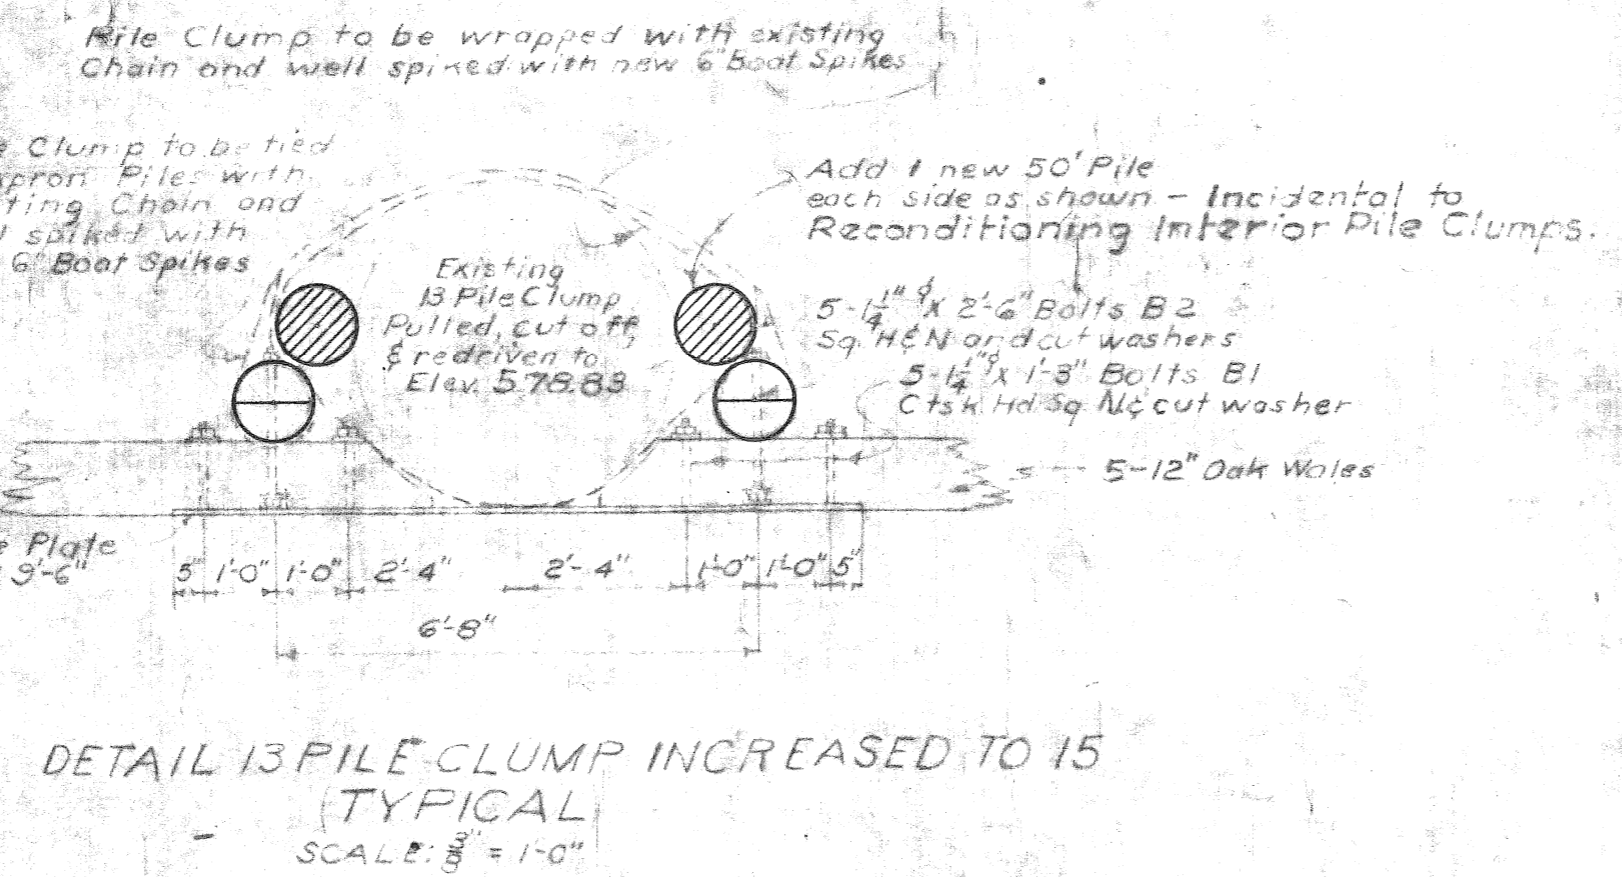 Pile Clump to be wrapped with existing
Chain and well spiked with new 6" Boat Spikes
Clump to be tied
Piles with
Chain and
spiked with
6" Boat Spikes
Add 1 new 50' Pile
each side as shown - Incidental to
Reconditioning Interior Pile Clumps.
Existing
13 Pile Clump
Pulled, cut off
& redriven to
Elev. 578.83
5-1¼"ϕ x 2'-6" Bolts B2
Sq. H&N and cut washers
5-1¼"ϕ x 1'-3" Bolts B1
Ctsk Hd Sq N& cut washer
5-12" Oak Wales
Plate
9'-6"
5" 1'-0" 1'-0" 2'-4" 2'-4" 1'-0" 1'-0" 5"
6'-8"
DETAIL 13 PILE CLUMP INCREASED TO 15
(TYPICAL)
SCALE: ⅜" = 1'-0"